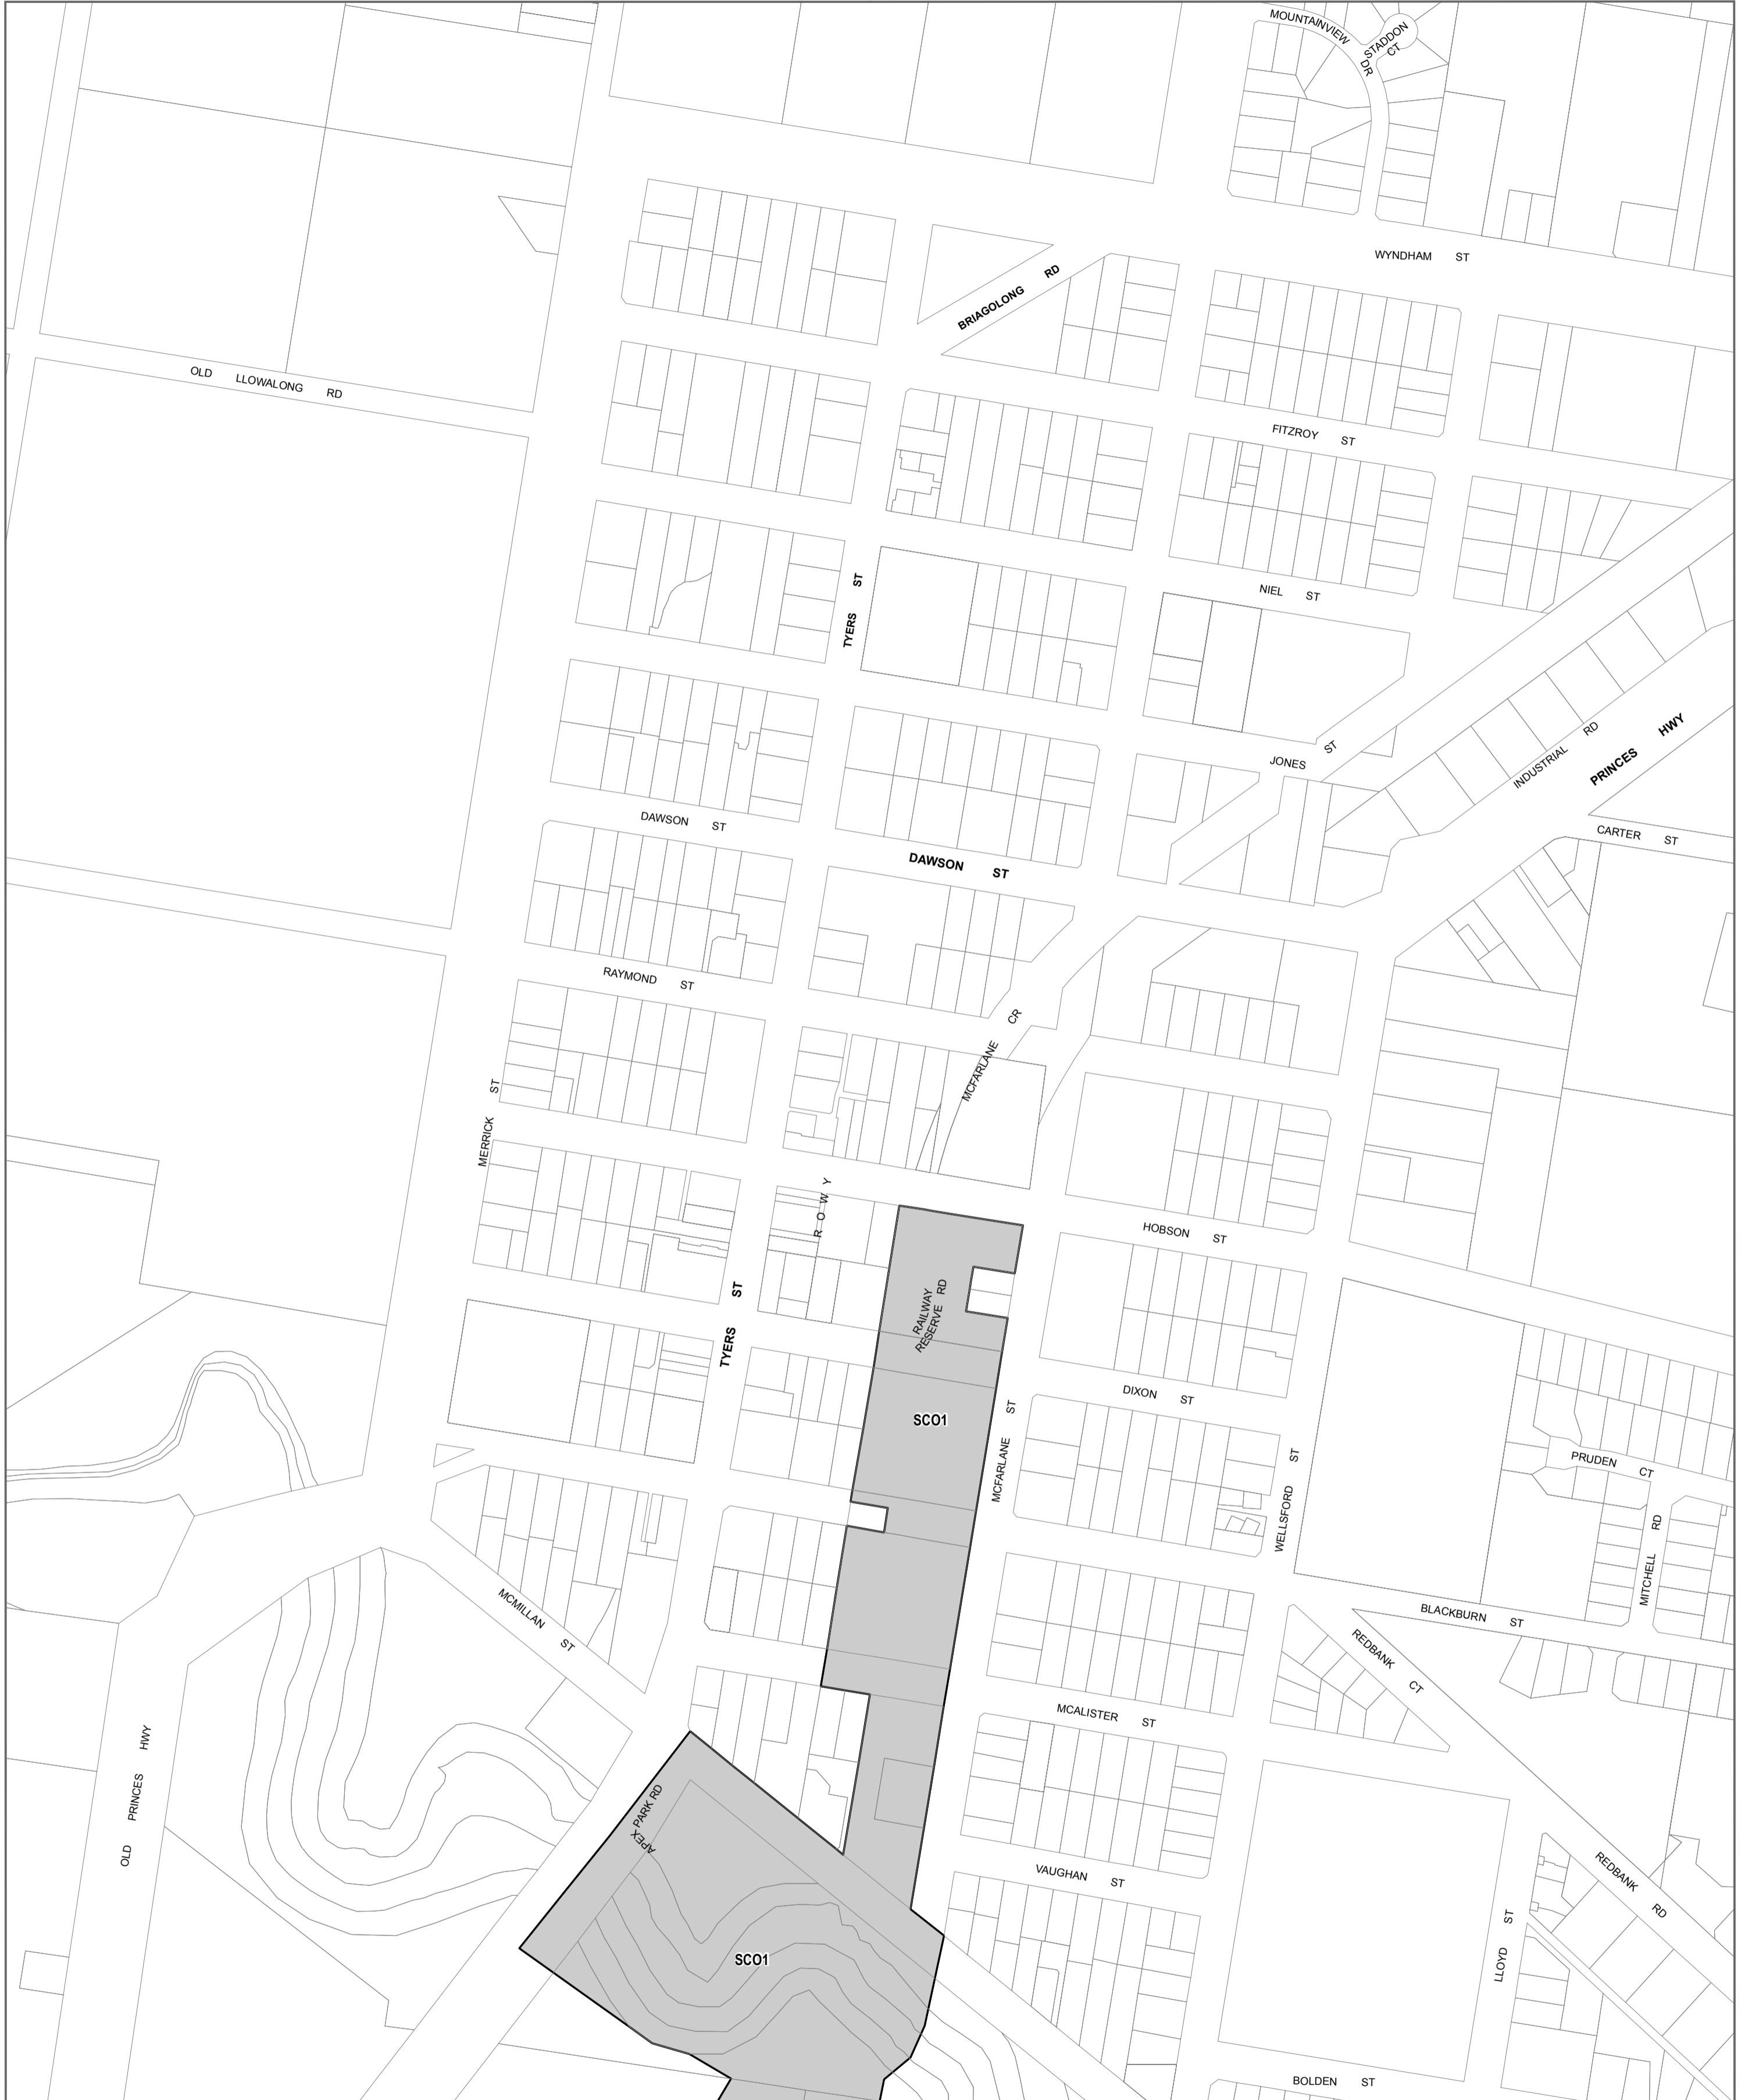 MOUNTAINVIEW DR
STADDON CT
WYNDHAM ST
BRIAGOLONG RD
OLD LLOWALONG RD
FITZROY ST
TYERS ST
NIEL ST
JONES ST
INDUSTRIAL RD
PRINCES HWY
DAWSON ST
DAWSON ST
CARTER ST
RAYMOND ST
MCFARLANE CR
MERRICK ST
R O W Y
HOBSON ST
RAILWAY
RESERVE RD
TYERS ST
DIXON ST
SCO1
MCFARLANE ST
WELLSFORD ST
PRUDEN CT
MITCHELL RD
MCMILLAN ST
BLACKBURN ST
REDBANK CT
MCALISTER ST
OLD PRINCES HWY
APEX PARK RD
VAUGHAN ST
REDBANK RD
LLOYD ST
SCO1
BOLDEN ST